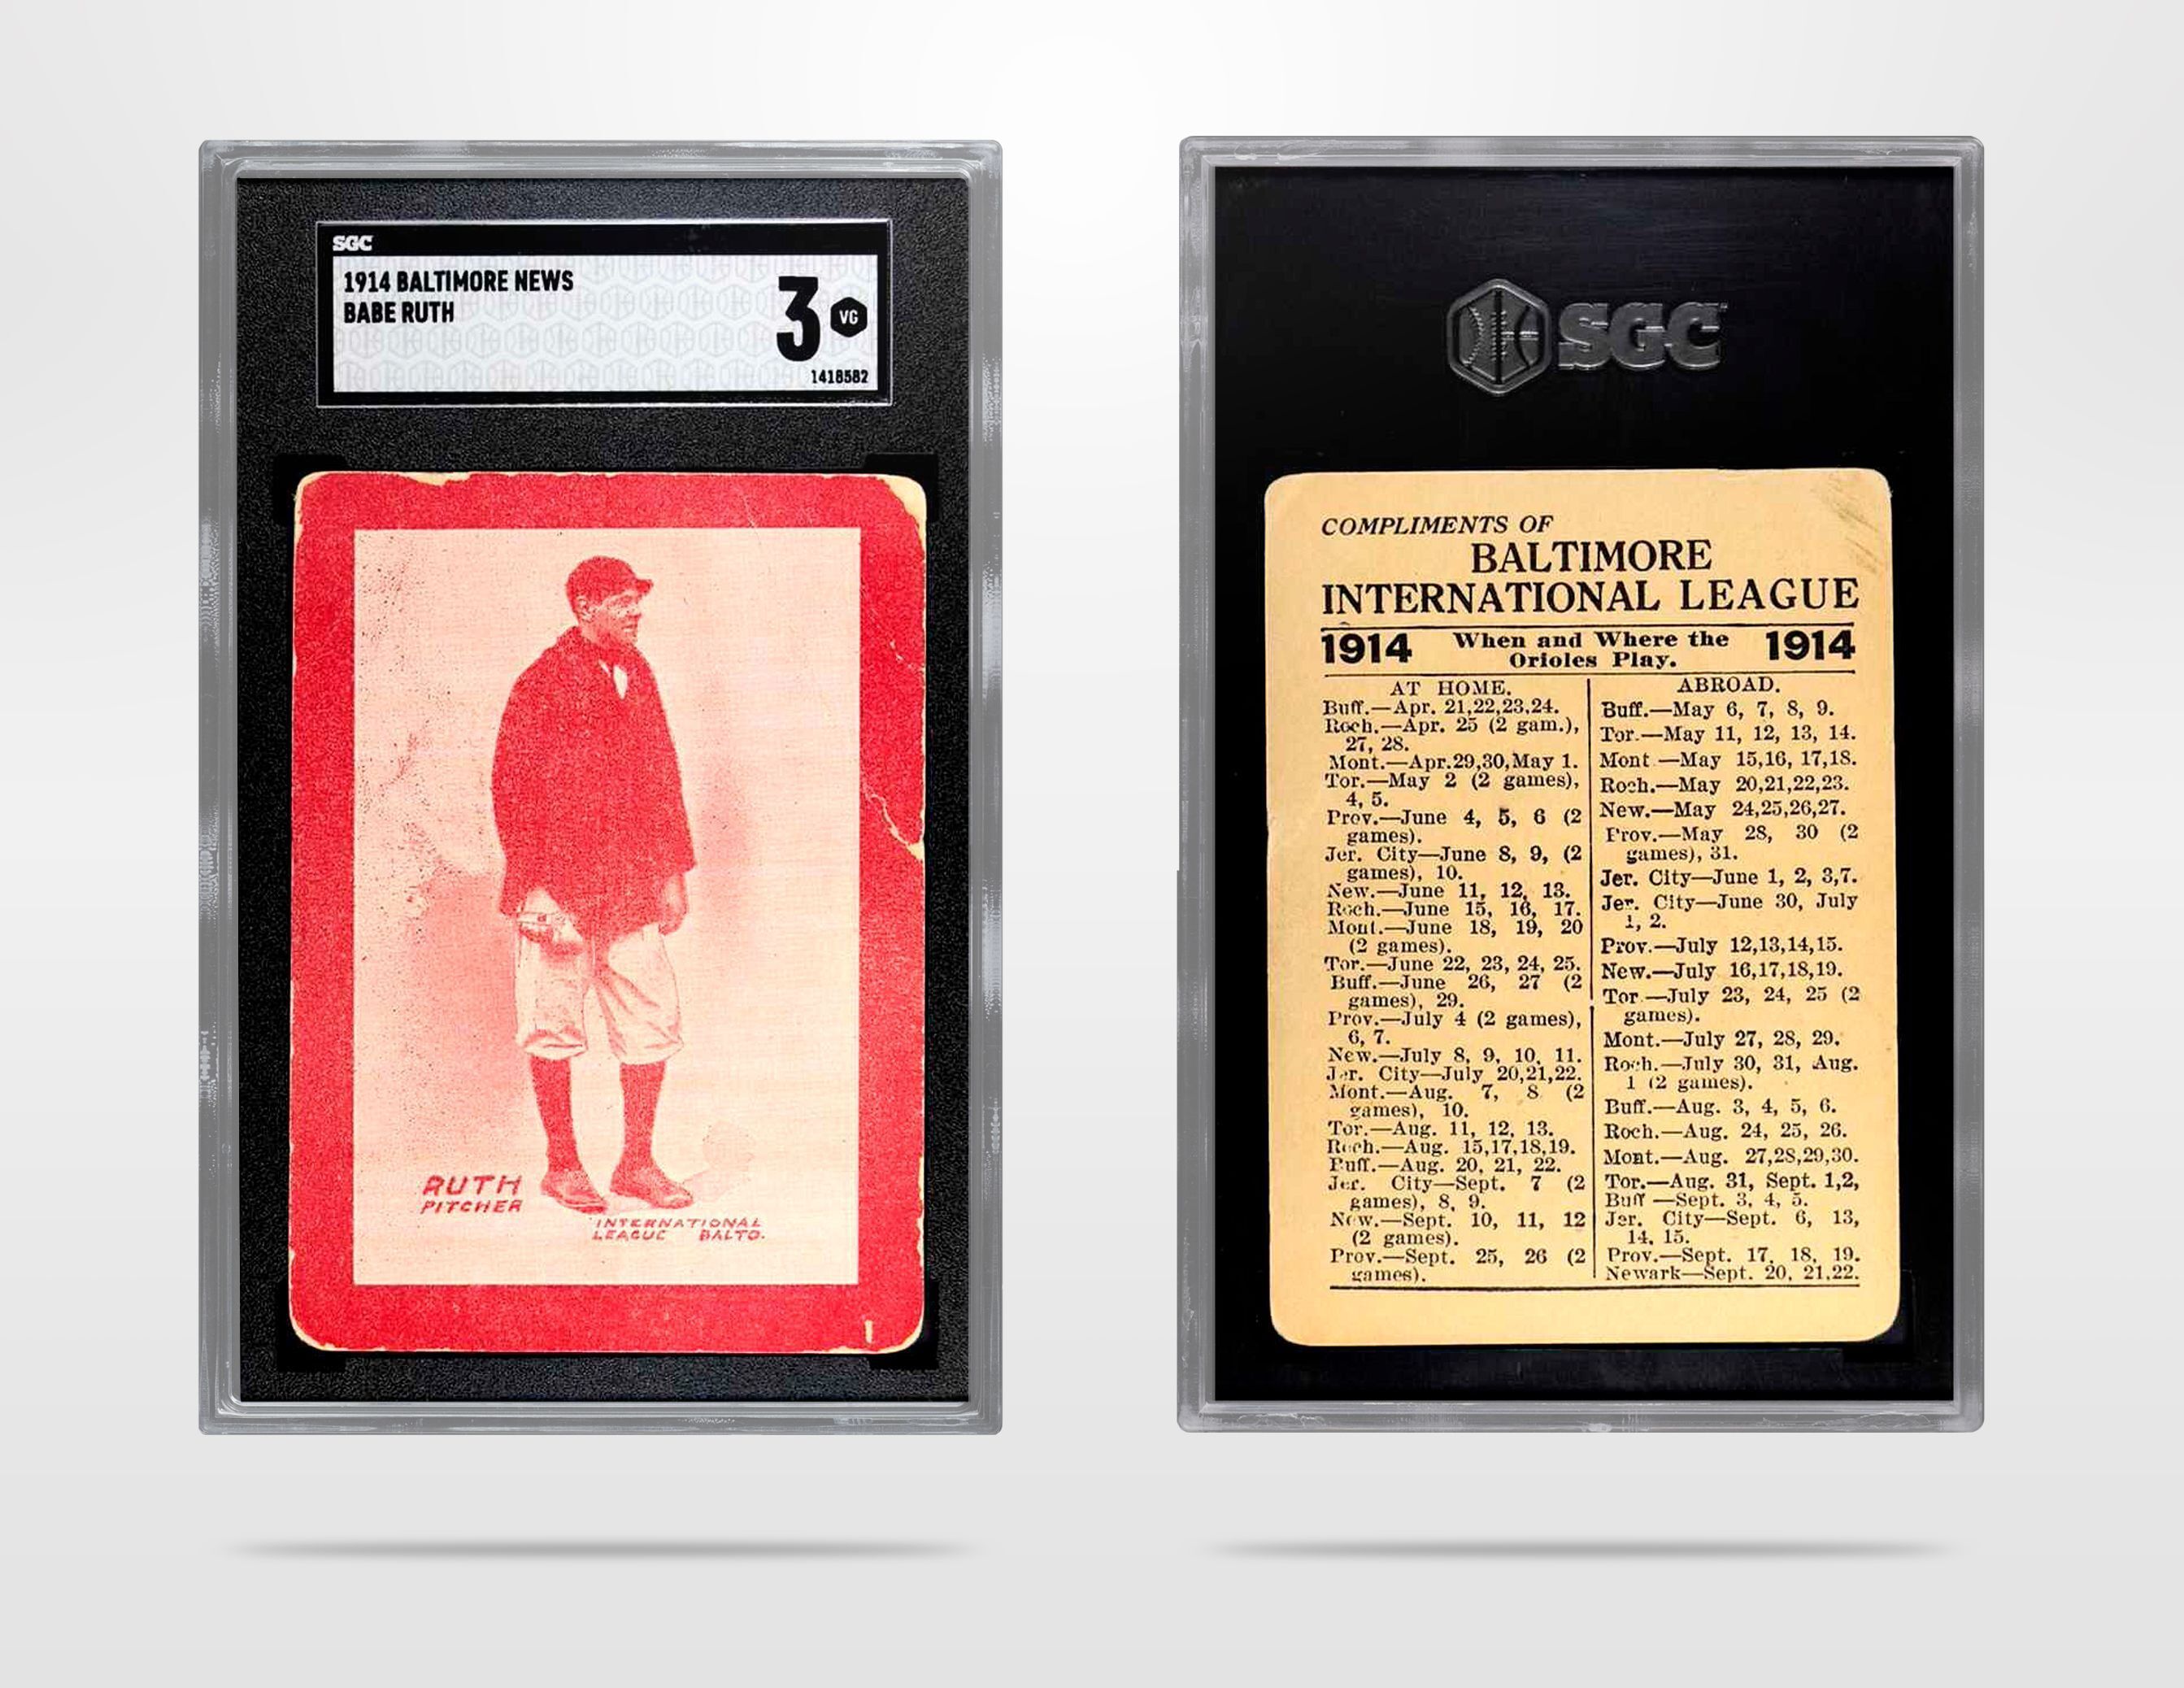 SGC
1914 BALTIMORE NEWS
BABE RUTH
3 VG
1418582
RUTH
PITCHER
INTERNATIONAL
LEAGUE BALTO.
SGC
COMPLIMENTS OF
BALTIMORE
INTERNATIONAL LEAGUE
1914 When and Where the 1914
Orioles Play.
AT HOME.
Buff.—Apr. 21,22,23,24.
Roch.—Apr. 25 (2 gam.),
27, 28.
Mont.—Apr.29,30,May 1.
Tor.—May 2 (2 games),
4, 5.
Prov.—June 4, 5, 6 (2
games).
Jer. City—June 8, 9, (2
games), 10.
New.—June 11, 12, 13.
Roch.—June 15, 16, 17.
Mont.—June 18, 19, 20
(2 games).
Tor.—June 22, 23, 24, 25.
Buff.—June 26, 27 (2
games), 29.
Prov.—July 4 (2 games),
6, 7.
New.—July 8, 9, 10, 11.
Jer. City—July 20,21,22.
Mont.—Aug. 7, 8 (2
games), 10.
Tor.—Aug. 11, 12, 13.
Roch.—Aug. 15,17,18,19.
Buff.—Aug. 20, 21, 22.
Jer. City—Sept. 7 (2
games), 8, 9.
New.—Sept. 10, 11, 12
(2 games).
Prov.—Sept. 25, 26 (2
games).
ABROAD.
Buff.—May 6, 7, 8, 9.
Tor.—May 11, 12, 13, 14.
Mont.—May 15,16, 17,18.
Roch.—May 20,21,22,23.
New.—May 24,25,26,27.
Prov.—May 28, 30 (2
games), 31.
Jer. City—June 1, 2, 3,7.
Jer. City—June 30, July
1, 2.
Prov.—July 12,13,14,15.
New.—July 16,17,18,19.
Tor.—July 23, 24, 25 (2
games).
Mont.—July 27, 28, 29.
Roch.—July 30, 31, Aug.
1 (2 games).
Buff.—Aug. 3, 4, 5, 6.
Roch.—Aug. 24, 25, 26.
Mont.—Aug. 27,28,29,30.
Tor.—Aug. 31, Sept. 1,2,
Buff.—Sept. 3, 4, 5.
Jer. City—Sept. 6, 13,
14, 15.
Prov.—Sept. 17, 18, 19.
Newark—Sept. 20, 21,22.